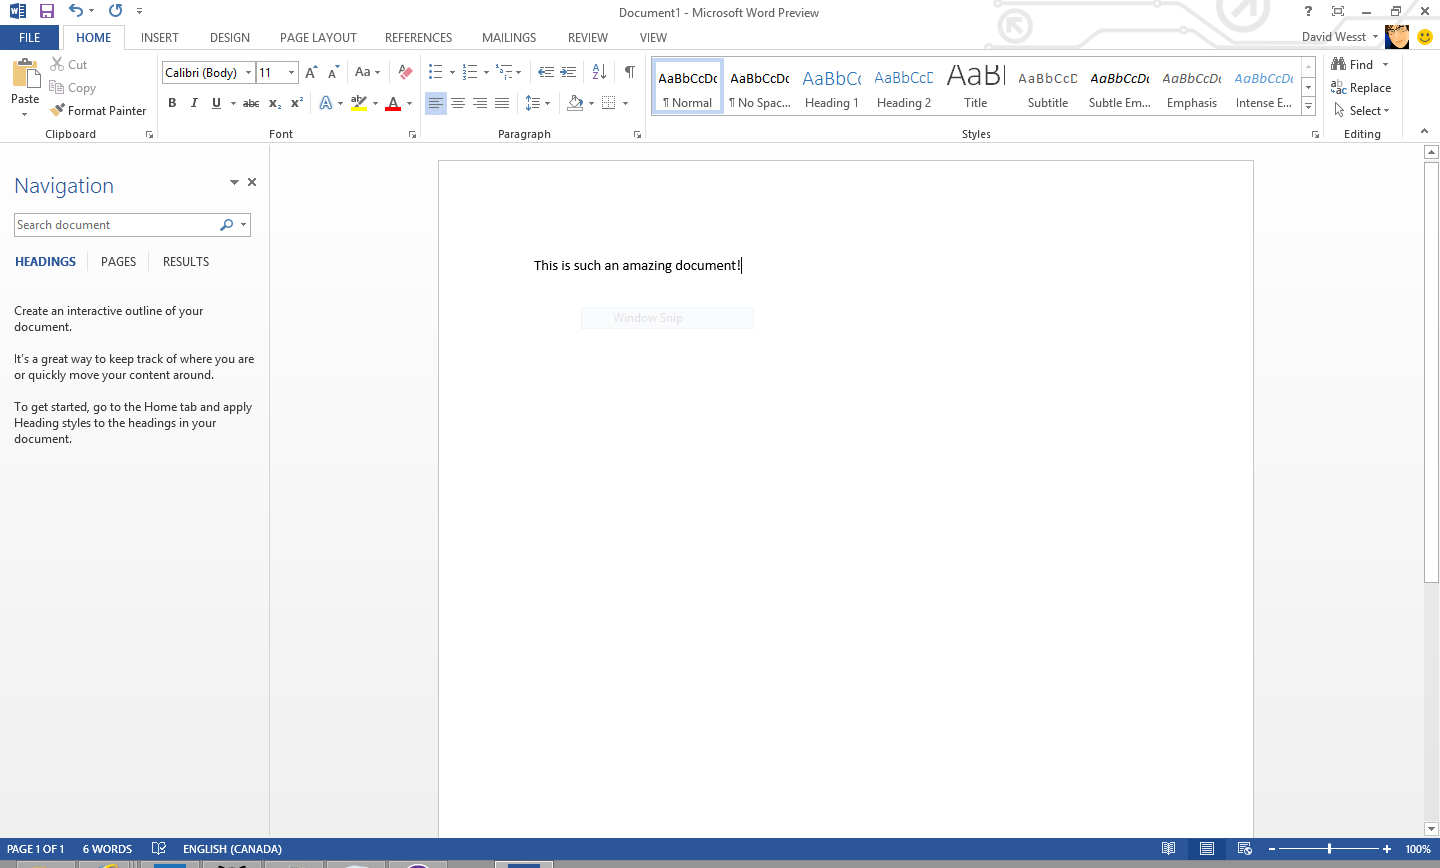 Document1 - Microsoft Word Preview
?
FILE
HOME
INSERT
DESIGN
PAGE LAYOUT
REFERENCES
MAILINGS
REVIEW
VIEW
David Wesst
Paste
Cut
Copy
Format Painter
Clipboard
Calibri (Body)
11
A A Aa
B I U abc x₂ x² A ab A
Font
Paragraph
AaBbCcDc
¶ Normal
AaBbCcDc
¶ No Spac...
AaBbCc
Heading 1
AaBbCcD
Heading 2
AaB
Title
AaBbCcD
Subtitle
AaBbCcDc
Subtle Em...
AaBbCcDc
Emphasis
AaBbCcDc
Intense E...
Styles
Find
Replace
Select
Editing
Navigation
Search document
HEADINGS
PAGES
RESULTS
Create an interactive outline of your
document.
It's a great way to keep track of where you are
or quickly move your content around.
To get started, go to the Home tab and apply
Heading styles to the headings in your
document.
This is such an amazing document!
Window Snip
PAGE 1 OF 1
6 WORDS
ENGLISH (CANADA)
100%